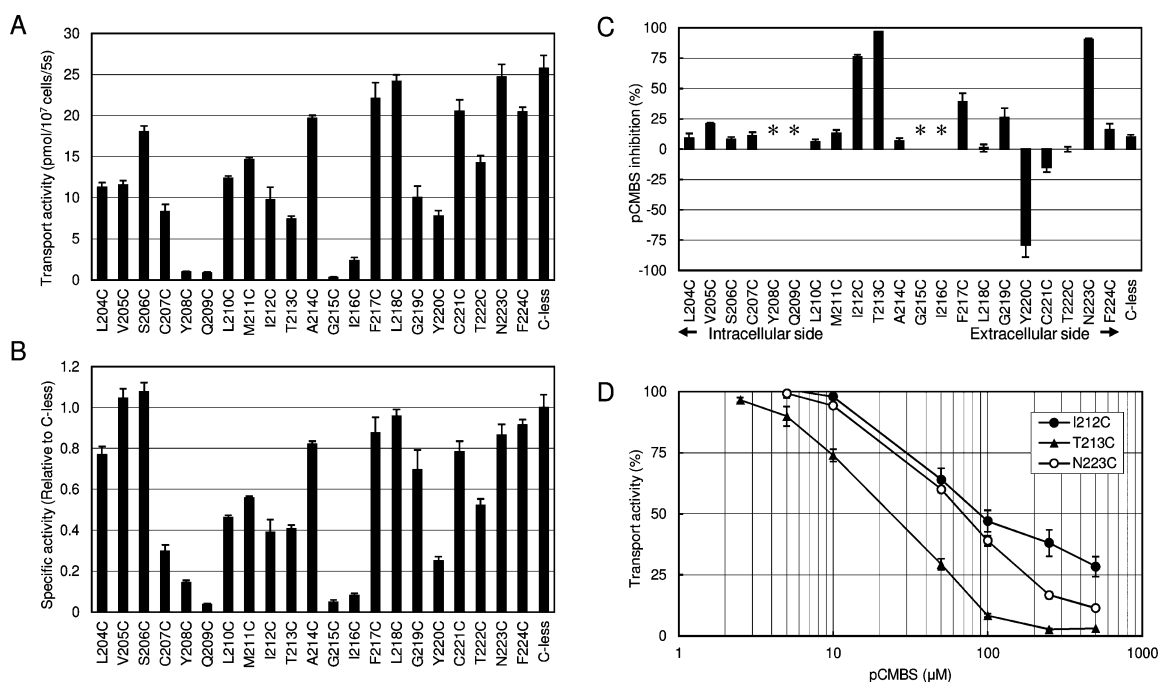 A
Transport activity (pmol/10⁷ cells/5s)
30
25
20
15
10
5
0
L204C V205C S206C C207C Y208C Q209C L210C M211C I212C T213C A214C G215C I216C F217C L218C G219C Y220C C221C T222C N223C F224C C-less
B
Specific activity (Relative to C-less)
1.2
1.0
0.8
0.6
0.4
0.2
0
L204C V205C S206C C207C Y208C Q209C L210C M211C I212C T213C A214C G215C I216C F217C L218C G219C Y220C C221C T222C N223C F224C C-less
C
pCMBS inhibition (%)
100
75
50
25
0
-25
-50
-75
-100
* * * *
L204C V205C S206C C207C Y208C Q209C L210C M211C I212C T213C A214C G215C I216C F217C L218C G219C Y220C C221C T222C N223C F224C C-less
Intracellular side Extracellular side
D
Transport activity (%)
100
75
50
25
0
I212C
T213C
N223C
1 10 100 1000
pCMBS (µM)